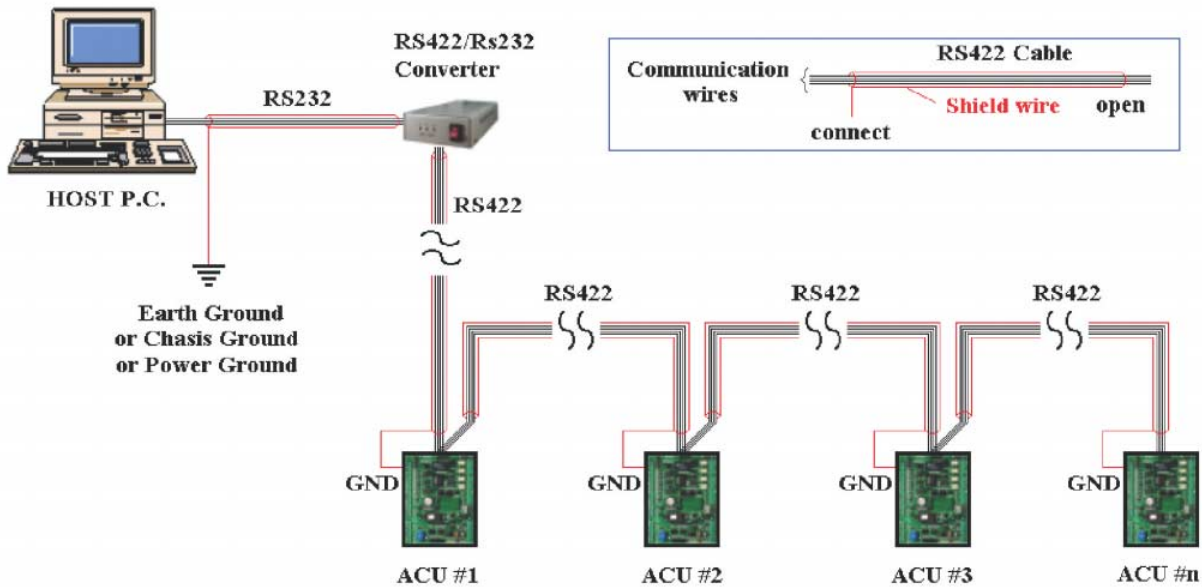 RS422/Rs232
Converter
RS232
HOST P.C.
RS422 Cable
Communication
wires
Shield wire
open
connect
RS422
Earth Ground
or Chasis Ground
or Power Ground
RS422
RS422
RS422
GND
GND
GND
GND
ACU #1
ACU #2
ACU #3
ACU #n